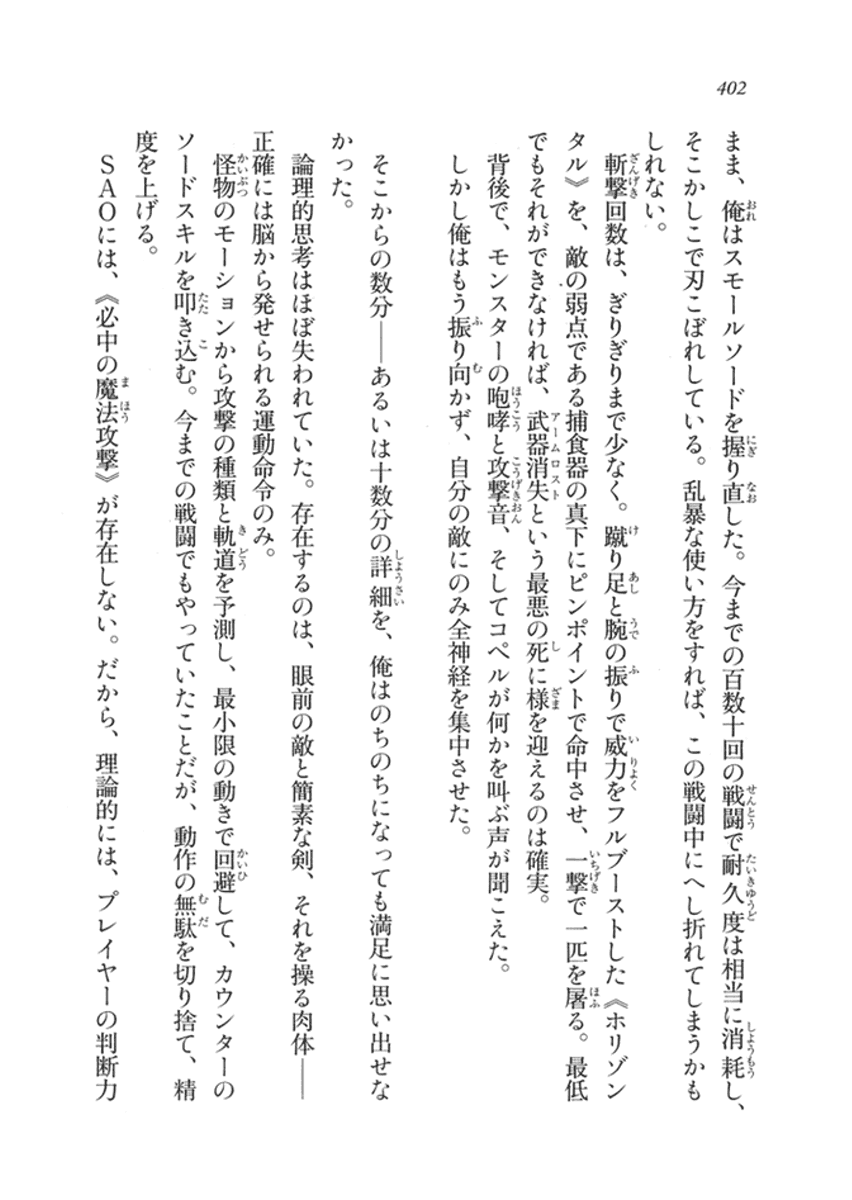 402
まま、俺はスモールソードを握り直した。今までの百数十回の戦闘で耐久度は相当に消耗し、
そこかしこで刃こぼれしている。乱暴な使い方をすれば、この戦闘中にへし折れてしまうかも
しれない。
斬撃回数は、ぎりぎりまで少なく。蹴り足と腕の振りで威力をフルブーストした《ホリゾン
タル》を、敵の弱点である捕食器の真下にピンポイントで命中させ、一撃で一匹を屠る。最低
でもそれができなければ、武器消失という最悪の死に様を迎えるのは確実。
背後で、モンスターの咆哮と攻撃音、そしてコペルが何かを叫ぶ声が聞こえた。
しかし俺はもう振り向かず、自分の敵にのみ全神経を集中させた。
そこからの数分――あるいは十数分の詳細を、俺はのちのちになっても満足に思い出せな
かった。
論理的思考はほぼ失われていた。存在するのは、眼前の敵と簡素な剣、それを操る肉体――
正確には脳から発せられる運動命令のみ。
怪物のモーションから攻撃の種類と軌道を予測し、最小限の動きで回避して、カウンターの
ソードスキルを叩き込む。今までの戦闘でもやっていたことだが、動作の無駄を切り捨て、精
度を上げる。
SAOには、《必中の魔法攻撃》が存在しない。だから、理論的には、プレイヤーの判断力